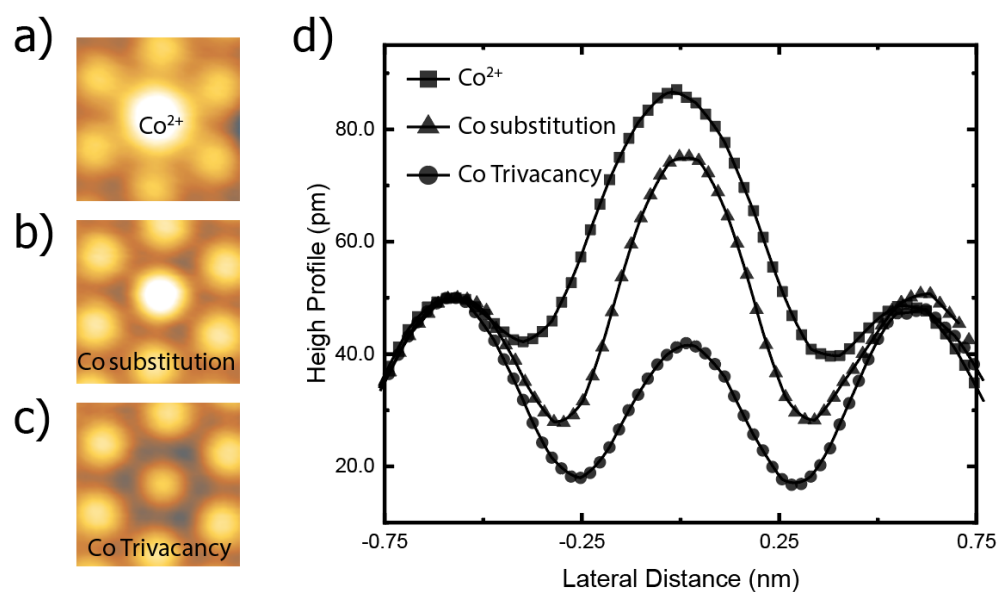 a)
Co²⁺
b)
Co substitution
c)
Co Trivacancy
d)
Co²⁺
Co substitution
Co Trivacancy
Heigh Profile (pm)
80.0
60.0
40.0
20.0
-0.75
-0.25
0.25
0.75
Lateral Distance (nm)